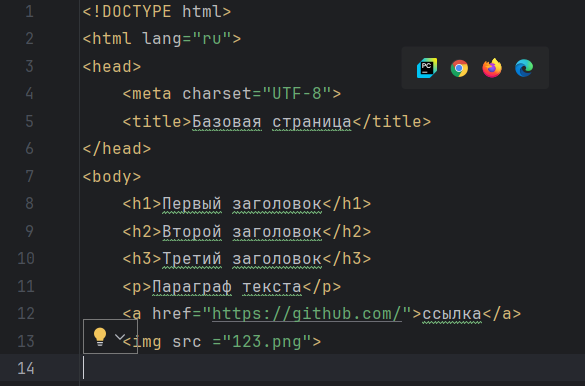 1 <!DOCTYPE html>
2 <html lang="ru">
3 <head>
4     <meta charset="UTF-8">
5     <title>Базовая страница</title>
6 </head>
7 <body>
8     <h1>Первый заголовок</h1>
9     <h2>Второй заголовок</h2>
10     <h3>Третий заголовок</h3>
11     <p>Параграф текста</p>
12     <a href="https://github.com/">ссылка</a>
13     <img src ="123.png">
14
PC